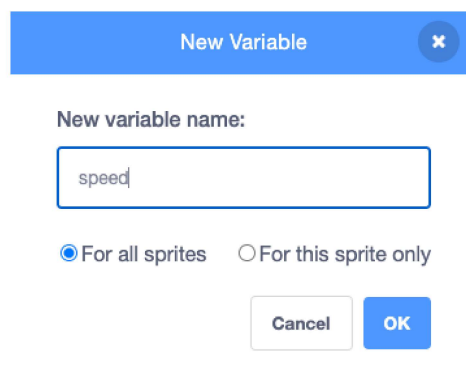 New Variable
New variable name:
speed
For all sprites For this sprite only
Cancel OK